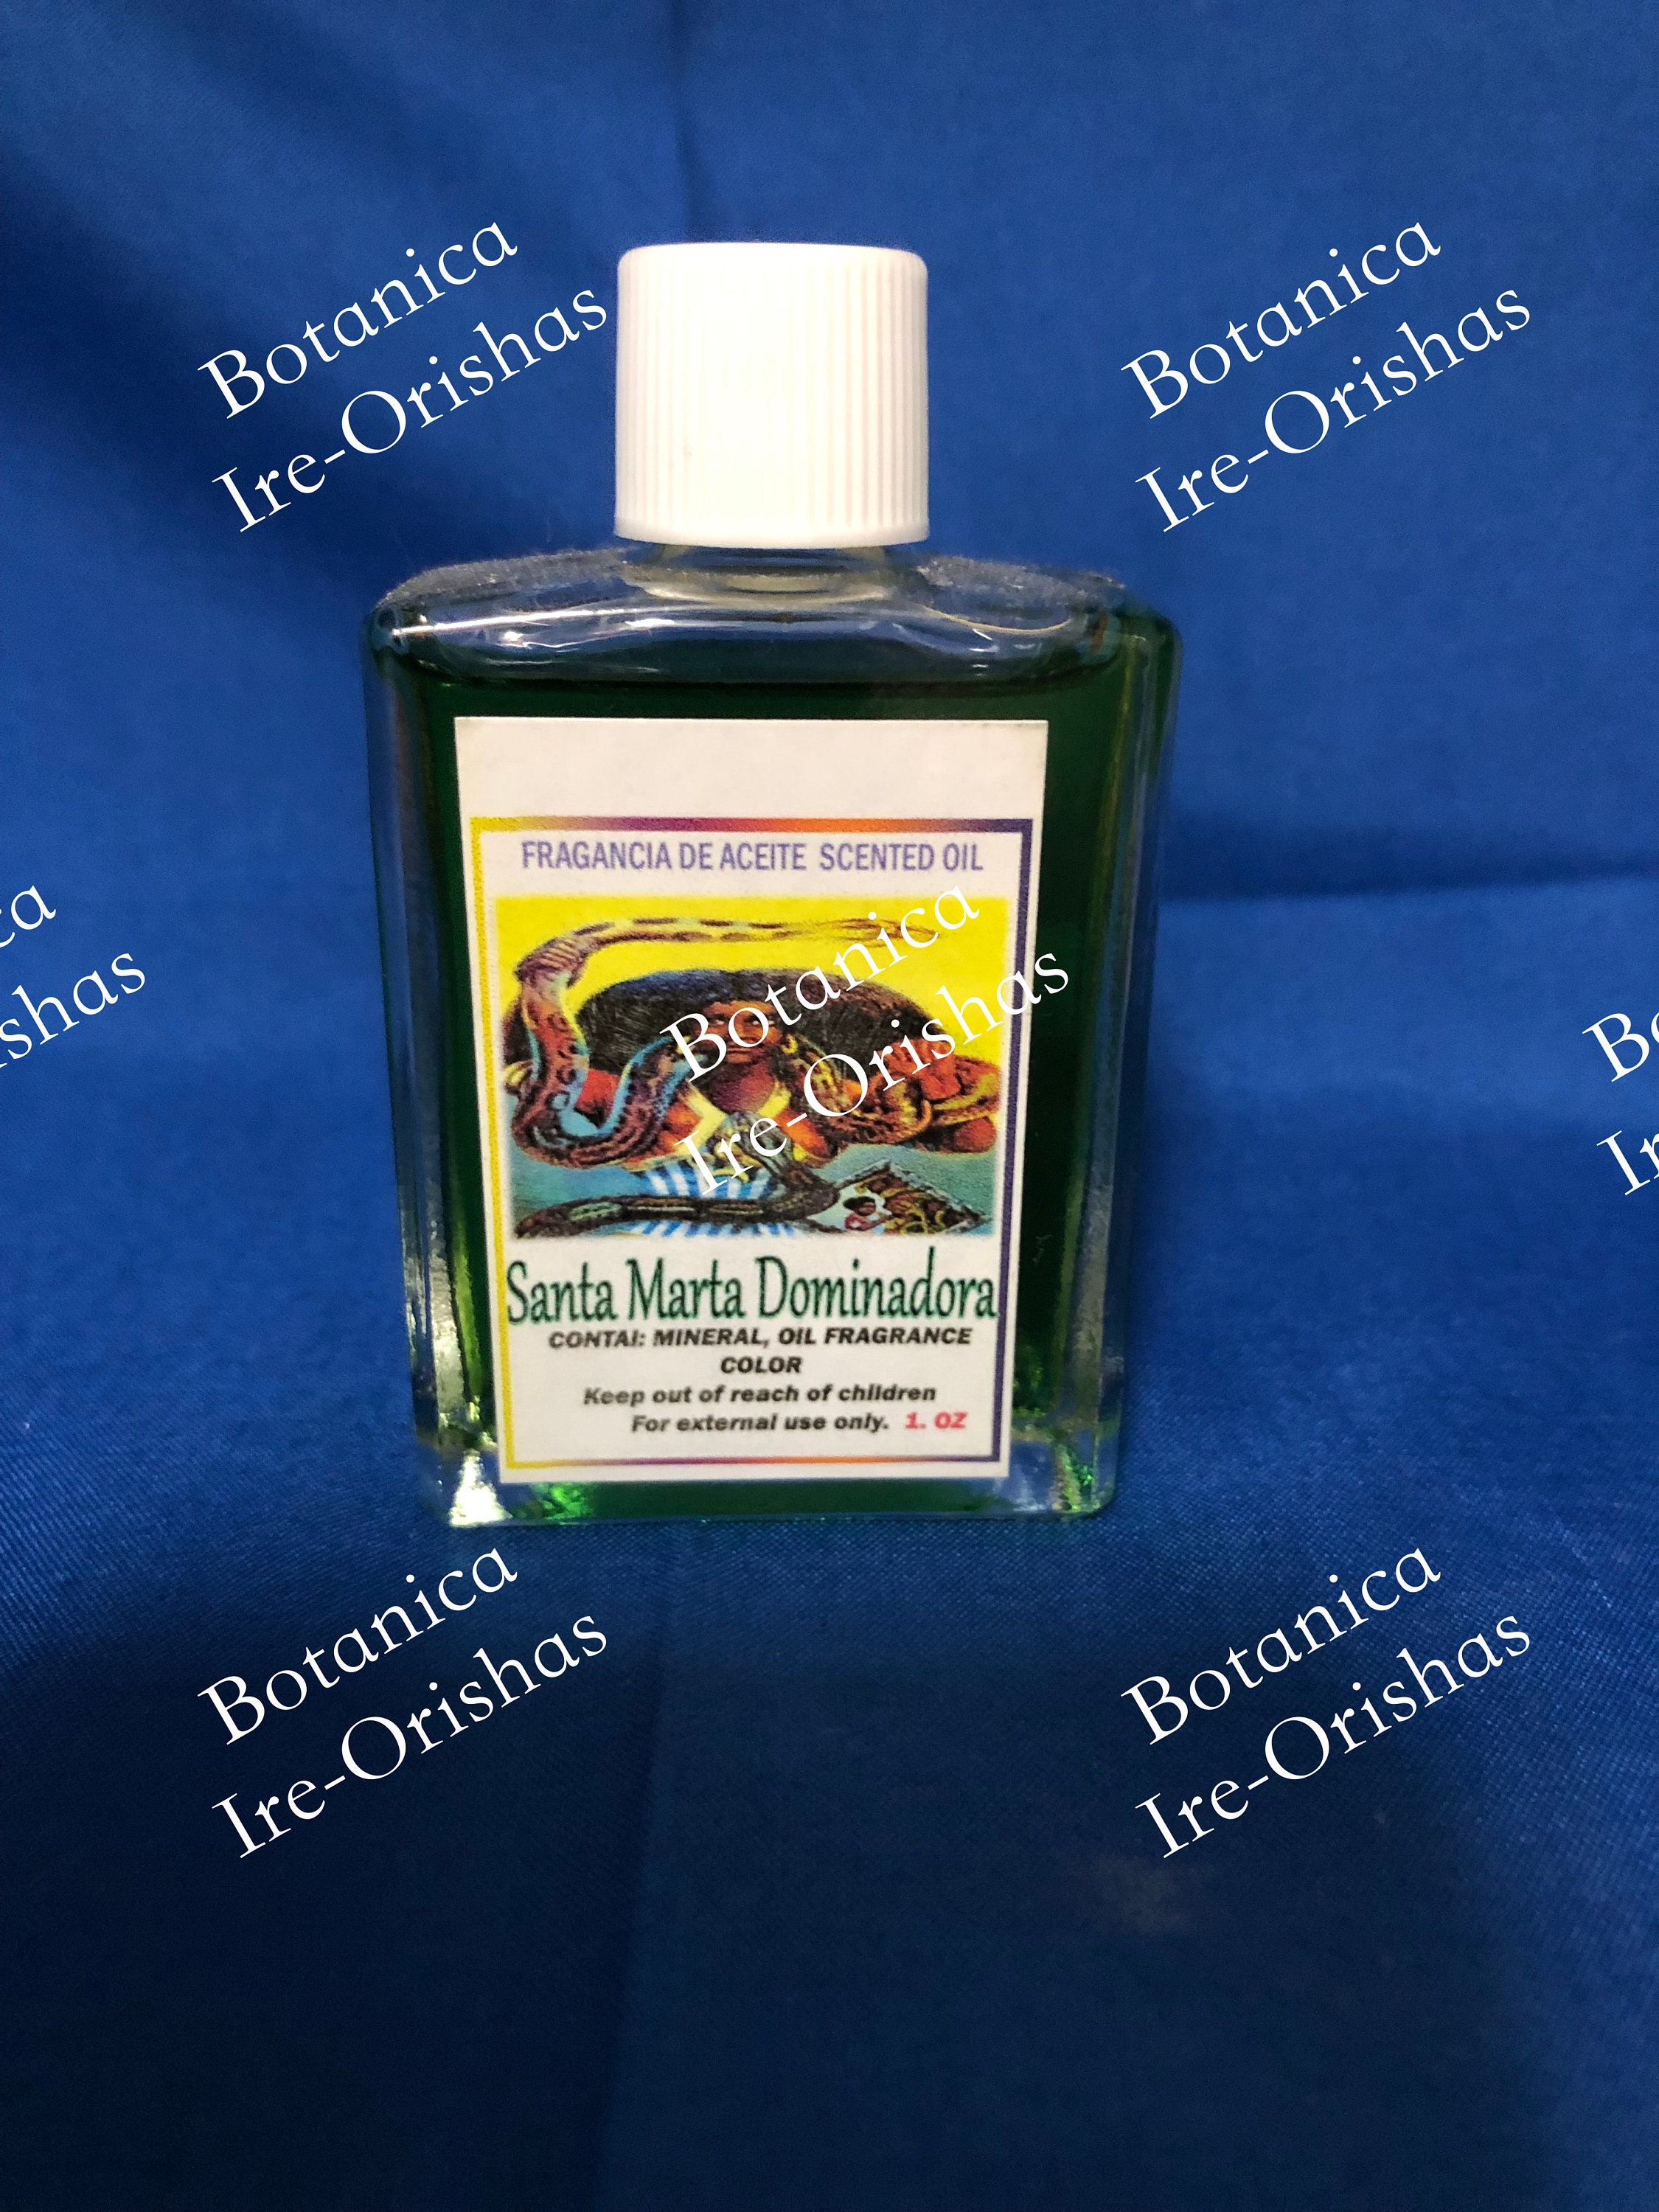 Botanica
Ire-Orishas
Botanica
Ire-Orishas
FRAGANCIA DE ACEITE SCENTED OIL
Botanica
Ire-Orishas
Santa Marta Dominadora
CONTAI: MINERAL, OIL FRAGRANCE
COLOR
Keep out of reach of children
For external use only. 1. OZ
Botanica
Ire-Orishas
Botanica
Ire-Orishas